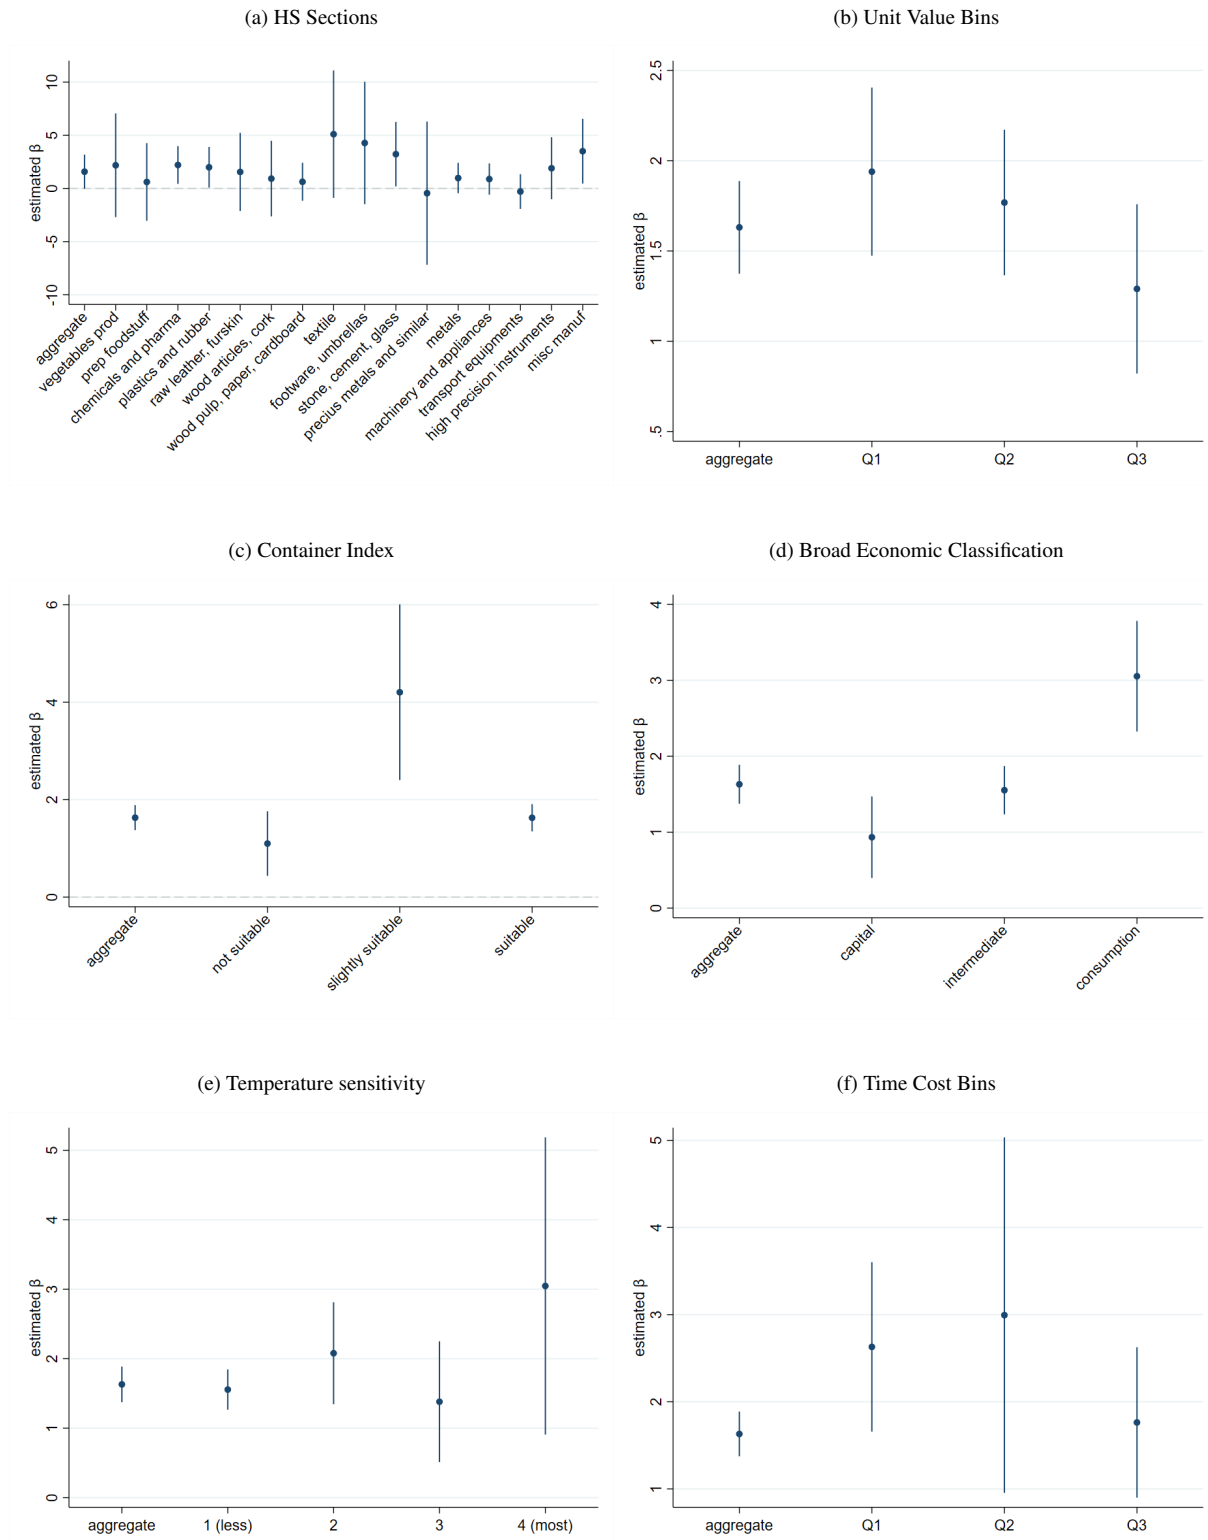 (a) HS Sections
estimated β
10
5
0
-5
-10
aggregate
vegetables prod
prep foodstuff
chemicals and pharma
plastics and rubber
raw leather, furskin
wood articles, cork
wood pulp, paper, cardboard
textile
footware, umbrellas
stone, cement, glass
precius metals and similar
metals
machinery and appliances
transport equipments
high precision instruments
misc manuf
(b) Unit Value Bins
estimated β
2.5
2
1.5
1
.5
aggregate
Q1
Q2
Q3
(c) Container Index
estimated β
6
4
2
0
aggregate
not suitable
slightly suitable
suitable
(d) Broad Economic Classification
estimated β
4
3
2
1
0
aggregate
capital
intermediate
consumption
(e) Temperature sensitivity
estimated β
5
4
3
2
1
0
aggregate
1 (less)
2
3
4 (most)
(f) Time Cost Bins
estimated β
5
4
3
2
1
aggregate
Q1
Q2
Q3